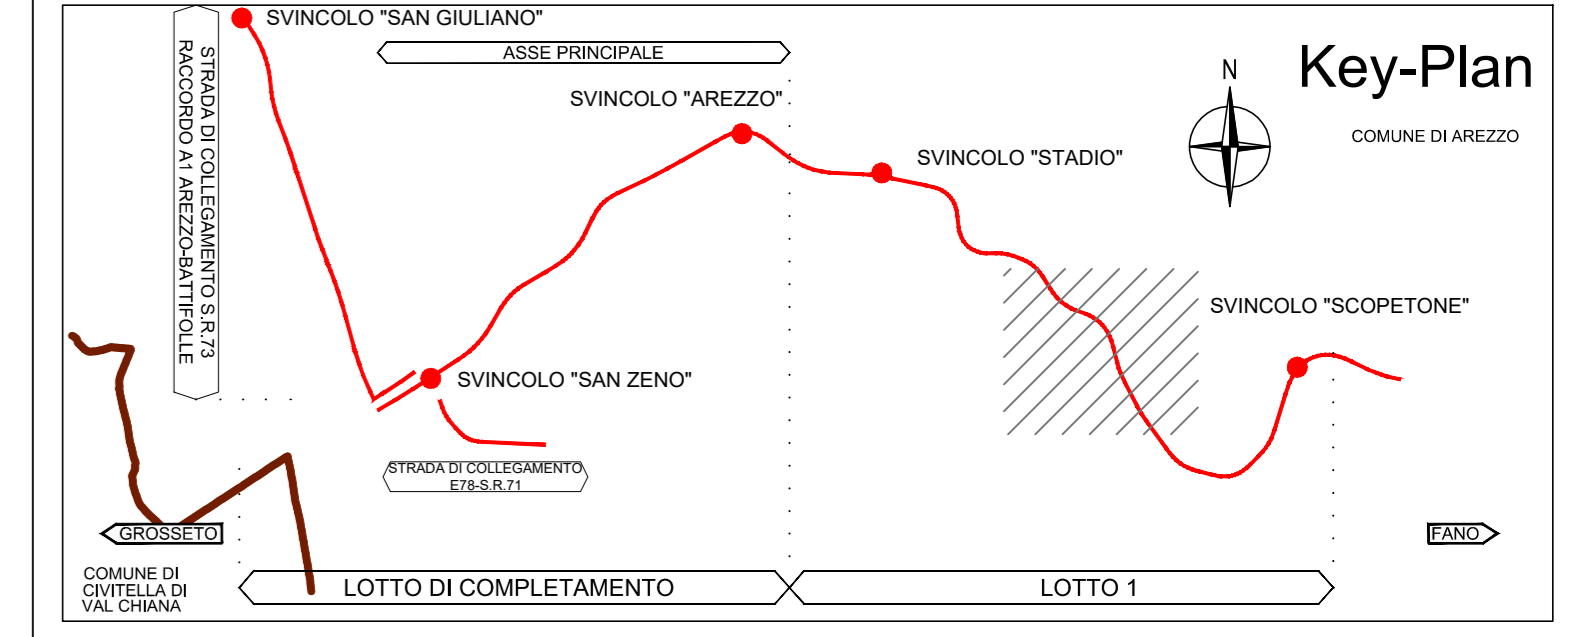 SVINCOLO "SAN GIULIANO"
STRADA DI COLLEGAMENTO S.R.73
RACCORDO A1 AREZZO-BATTIFOLLE
ASSE PRINCIPALE
Key-Plan
N
SVINCOLO "AREZZO"
COMUNE DI AREZZO
SVINCOLO "STADIO"
SVINCOLO "SCOPETONE"
SVINCOLO "SAN ZENO"
STRADA DI COLLEGAMENTO
E78-S.R.71
GROSSETO
FANO
COMUNE DI
CIVITELLA DI
VAL CHIANA
LOTTO DI COMPLETAMENTO
LOTTO 1